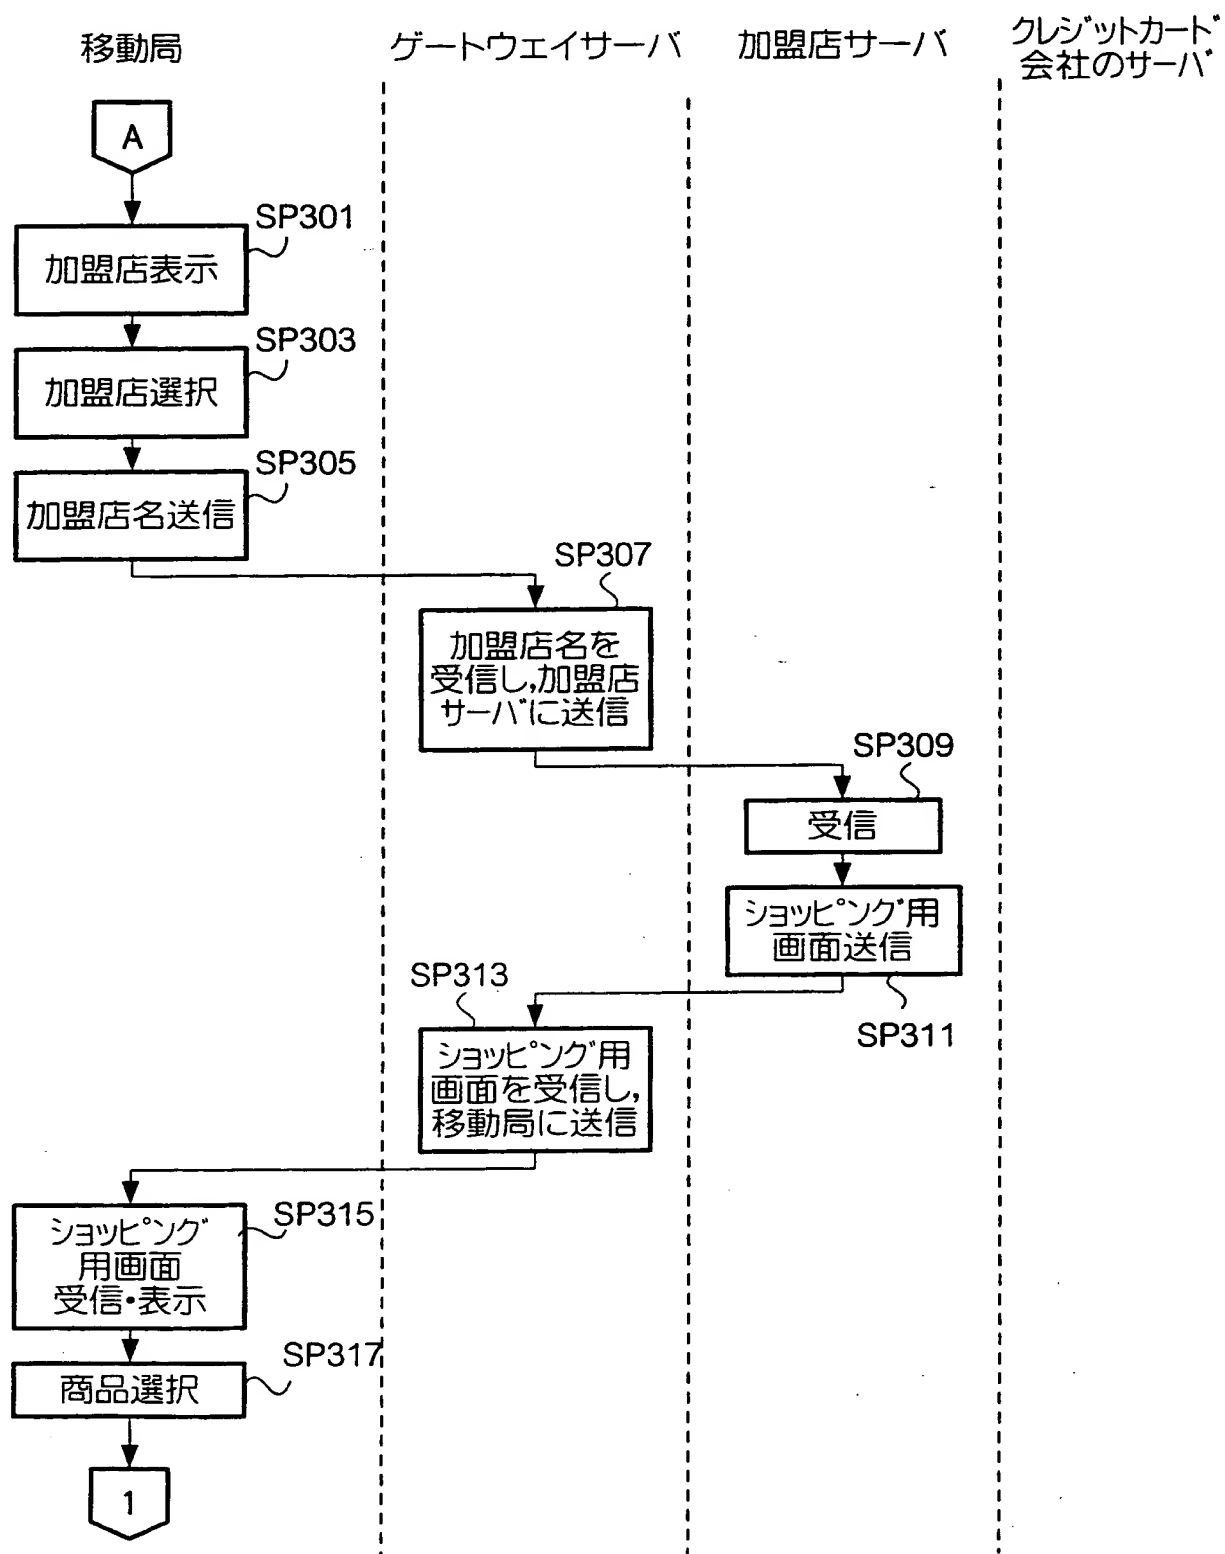 移動局
ゲートウェイサーバ
加盟店サーバ
クレジットカード
会社のサーバ
A
SP301
加盟店表示
SP303
加盟店選択
SP305
加盟店名送信
SP307
加盟店名を
受信し,加盟店
サーバに送信
SP309
受信
ショッピング用
画面送信
SP311
SP313
ショッピング用
画面を受信し,
移動局に送信
SP315
ショッピング
用画面
受信・表示
SP317
商品選択
1